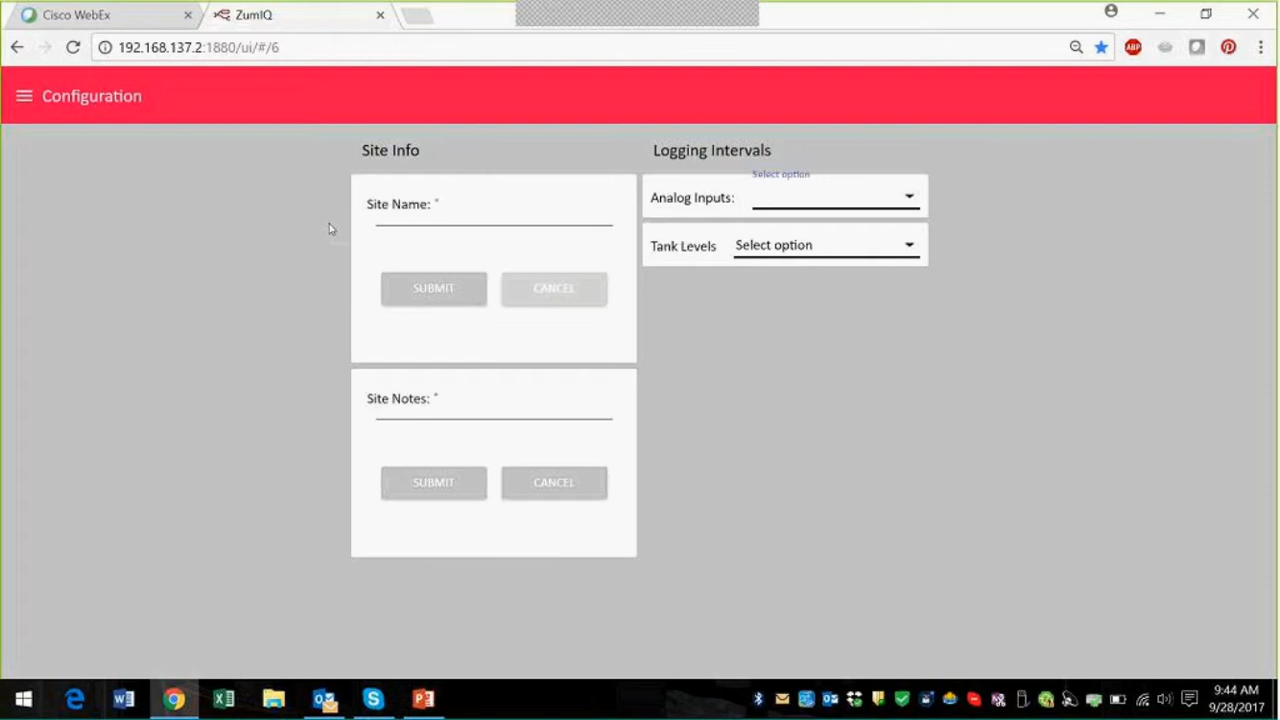 Cisco WebEx
ZumIQ
192.168.137.2:1880/ui/#/6
ABP
Configuration
Site Info
Logging Intervals
Site Name: *
Select option
Analog Inputs:
Tank Levels Select option
SUBMIT CANCEL
Site Notes: *
SUBMIT CANCEL
9:44 AM
9/28/2017